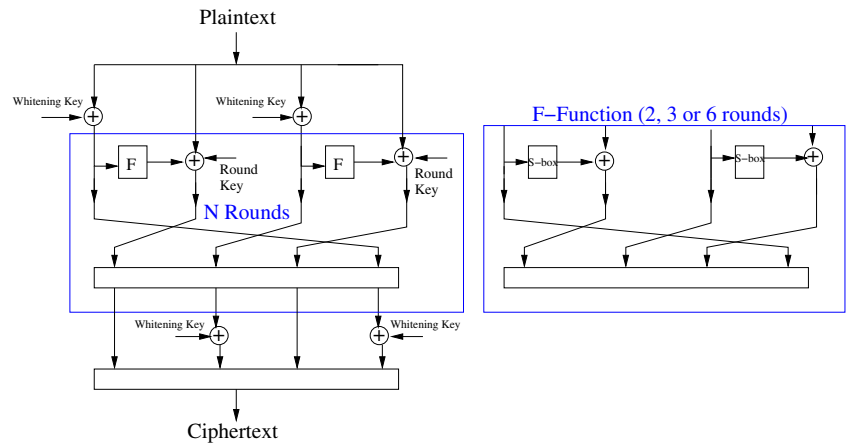 Plaintext
Whitening Key
Whitening Key
F−Function (2, 3 or 6 rounds)
F
F
S−box
S−box
Round
Key
Round
Key
N Rounds
Whitening Key
Whitening Key
Ciphertext